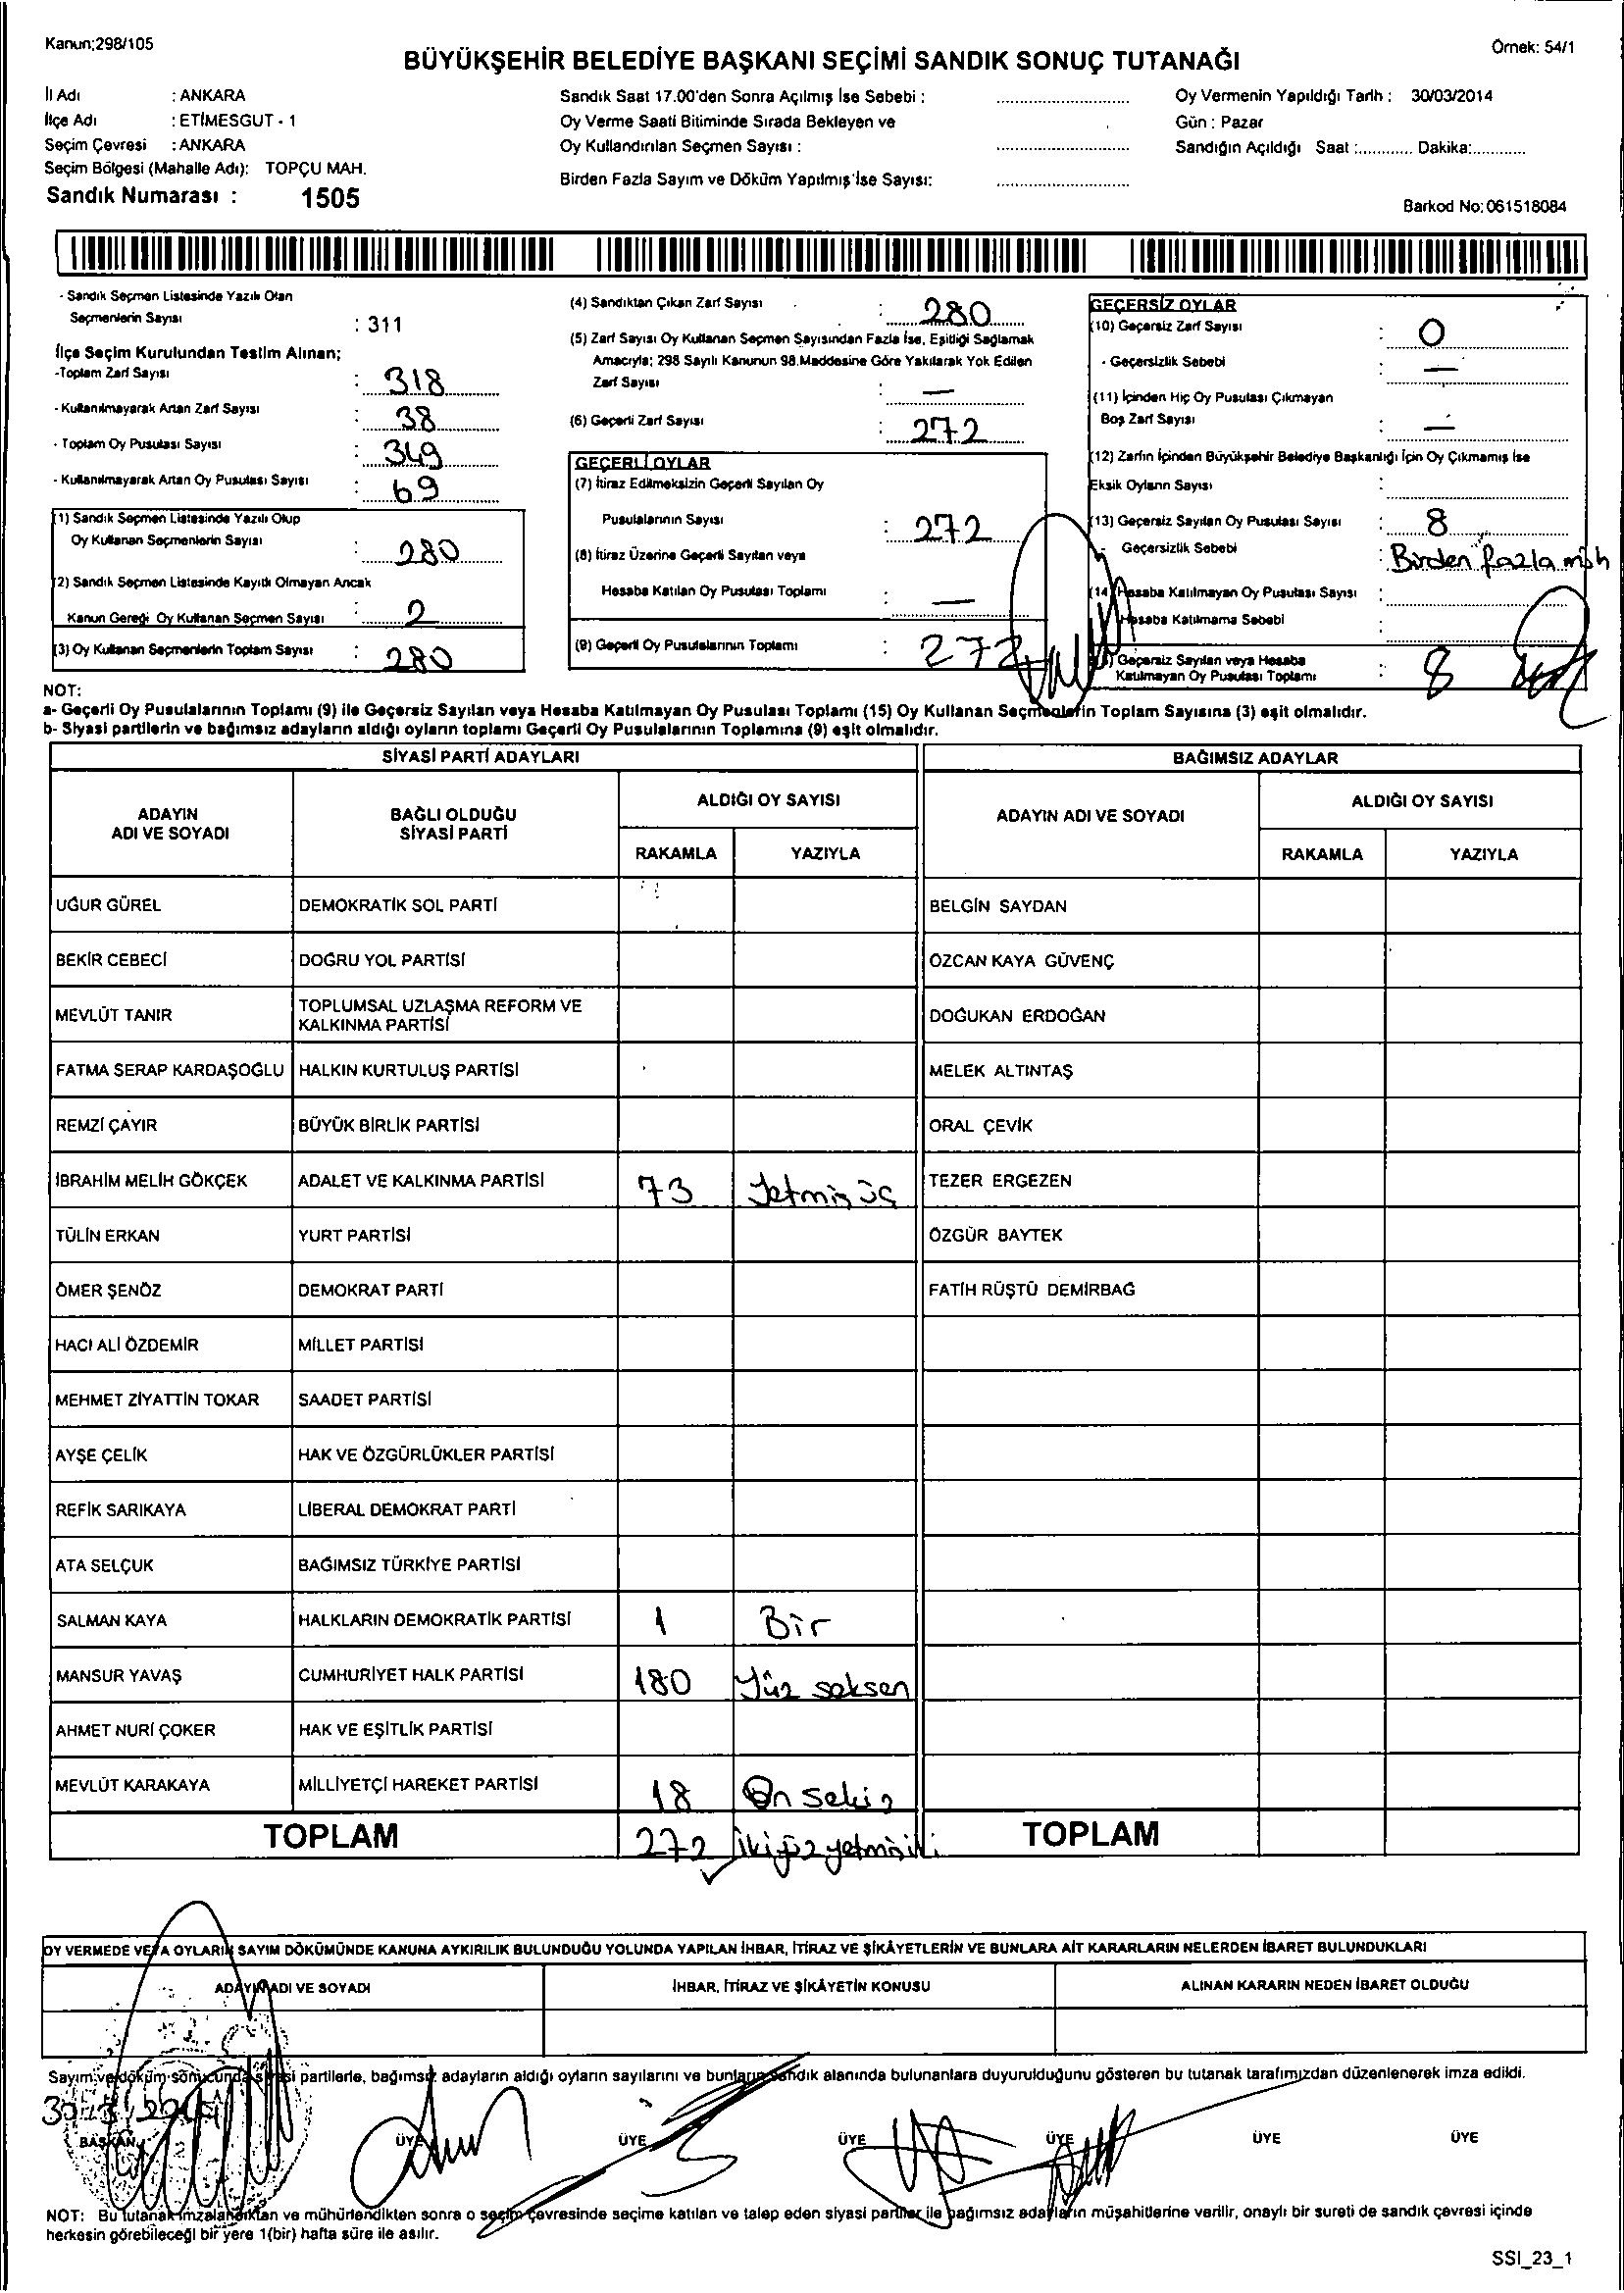 Kanun;298/105
Örnek: 54/1
BÜYÜKŞEHİR BELEDİYE BAŞKANI SEÇİMİ SANDIK SONUÇ TUTANAĞI
İl Adı : ANKARA
İlçe Adı : ETİMESGUT - 1
Seçim Çevresi : ANKARA
Seçim Bölgesi (Mahalle Adı): TOPÇU MAH.
Sandık Numarası : 1505
Sandık Saat 17.00'den Sonra Açılmış İse Sebebi :
Oy Verme Saati Bitiminde Sırada Bekleyen ve
Oy Kullandırılan Seçmen Sayısı :
Birden Fazla Sayım ve Döküm Yapılmış İse Sayısı:
Oy Vermenin Yapıldığı Tarih : 30/03/2014
Gün : Pazar
Sandığın Açıldığı Saat :............ Dakika:...........
Barkod No: 061518084
- Sandık Seçmen Listesinde Yazılı Olan
Seçmenlerin Sayısı : 311
İlçe Seçim Kurulundan Teslim Alınan;
-Toplam Zarf Sayısı : 318
- Kullanılmayarak Artan Zarf Sayısı : 38
- Toplam Oy Pusulası Sayısı : 349
- Kullanılmayarak Artan Oy Pusulası Sayısı : 69
(1) Sandık Seçmen Listesinde Yazılı Olup
Oy Kullanan Seçmenlerin Sayısı : 280
(2) Sandık Seçmen Listesinde Kayıtlı Olmayan Ancak
Kanun Gereği Oy Kullanan Seçmen Sayısı : 2
(3) Oy Kullanan Seçmenlerin Toplam Sayısı : 280
(4) Sandıktan Çıkan Zarf Sayısı : 280
(5) Zarf Sayısı Oy Kullanan Seçmen Sayısından Fazla İse, Eşitliği Sağlamak
Amacıyla; 298 Sayılı Kanunun 98.Maddesine Göre Yakılarak Yok Edilen
Zarf Sayısı : —
(6) Geçerli Zarf Sayısı : 272
GEÇERLİ OYLAR
(7) İtiraz Edilmeksizin Geçerli Sayılan Oy
Pusulalarının Sayısı : 272
(8) İtiraz Üzerine Geçerli Sayılan veya
Hesaba Katılan Oy Pusulası Toplamı : —
(9) Geçerli Oy Pusulalarının Toplamı : 272
GEÇERSİZ OYLAR
(10) Geçersiz Zarf Sayısı : 0
- Geçersizlik Sebebi : —
(11) İçinden Hiç Oy Pusulası Çıkmayan
Boş Zarf Sayısı : —
(12) Zarfın İçinden Büyükşehir Belediye Başkanlığı İçin Oy Çıkmamış İse
Eksik Oyların Sayısı :
(13) Geçersiz Sayılan Oy Pusulası Sayısı : 8
Geçersizlik Sebebi : Birden fazla müh
(14) Hesaba Katılmayan Oy Pusulası Sayısı :
Hesaba Katılmama Sebebi :
(15) Geçersiz Sayılan veya Hesaba
Katılmayan Oy Pusulası Toplamı : 8
NOT:
a- Geçerli Oy Pusulalarının Toplamı (9) ile Geçersiz Sayılan veya Hesaba Katılmayan Oy Pusulası Toplamı (15) Oy Kullanan Seçmenlerin Toplam Sayısına (3) eşit olmalıdır.
b- Siyasi partilerin ve bağımsız adayların aldığı oyların toplamı Geçerli Oy Pusulalarının Toplamına (9) eşit olmalıdır.
SİYASİ PARTİ ADAYLARI BAĞIMSIZ ADAYLAR
ADAYIN ADI VE SOYADI
BAĞLI OLDUĞU SİYASİ PARTİ
ALDIĞI OY SAYISI
RAKAMLA YAZIYLA
ADAYIN ADI VE SOYADI
ALDIĞI OY SAYISI
RAKAMLA YAZIYLA
UĞUR GÜREL DEMOKRATİK SOL PARTİ BELGİN SAYDAN
BEKİR CEBECİ DOĞRU YOL PARTİSİ ÖZCAN KAYA GÜVENÇ
MEVLÜT TANIR TOPLUMSAL UZLAŞMA REFORM VE KALKINMA PARTİSİ DOĞUKAN ERDOĞAN
FATMA SERAP KARDAŞOĞLU HALKIN KURTULUŞ PARTİSİ MELEK ALTINTAŞ
REMZİ ÇAYIR BÜYÜK BİRLİK PARTİSİ ORAL ÇEVİK
İBRAHİM MELİH GÖKÇEK ADALET VE KALKINMA PARTİSİ 73 Yetmiş üç TEZER ERGEZEN
TÜLİN ERKAN YURT PARTİSİ ÖZGÜR BAYTEK
ÖMER ŞENÖZ DEMOKRAT PARTİ FATİH RÜŞTÜ DEMİRBAĞ
HACI ALİ ÖZDEMİR MİLLET PARTİSİ
MEHMET ZİYATTİN TOKAR SAADET PARTİSİ
AYŞE ÇELİK HAK VE ÖZGÜRLÜKLER PARTİSİ
REFİK SARIKAYA LİBERAL DEMOKRAT PARTİ
ATA SELÇUK BAĞIMSIZ TÜRKİYE PARTİSİ
SALMAN KAYA HALKLARIN DEMOKRATİK PARTİSİ 1 Bir
MANSUR YAVAŞ CUMHURİYET HALK PARTİSİ 180 Yüz seksen
AHMET NURİ ÇOKER HAK VE EŞİTLİK PARTİSİ
MEVLÜT KARAKAYA MİLLİYETÇİ HAREKET PARTİSİ 18 On sekiz
TOPLAM 272 ikiyüz yetmişiki TOPLAM
OY VERMEDE VEYA OYLARIN SAYIM DÖKÜMÜNDE KANUNA AYKIRILIK BULUNDUĞU YOLUNDA YAPILAN İHBAR, İTİRAZ VE ŞİKÂYETLERİN VE BUNLARA AİT KARARLARIN NELERDEN İBARET BULUNDUKLARI
ADAYIN ADI VE SOYADI İHBAR, İTİRAZ VE ŞİKÂYETİN KONUSU ALINAN KARARIN NEDEN İBARET OLDUĞU
Sayım ve döküm sonucunda siyasi partilerle, bağımsız adayların aldığı oyların sayılarını ve bunların sandık alanında bulunanlara duyurulduğunu gösteren bu tutanak tarafımızdan düzenlenerek imza edildi.
30/3/2014
BAŞKAN ÜYE ÜYE ÜYE ÜYE ÜYE ÜYE
NOT: Bu tutanak imzalandıktan ve mühürlendikten sonra o seçim çevresinde seçime katılan ve talep eden siyasi partiler ile bağımsız adayların müşahitlerine verilir, onaylı bir sureti de sandık çevresi içinde
herkesin görebileceği bir yere 1(bir) hafta süre ile asılır.
SSI_23_1